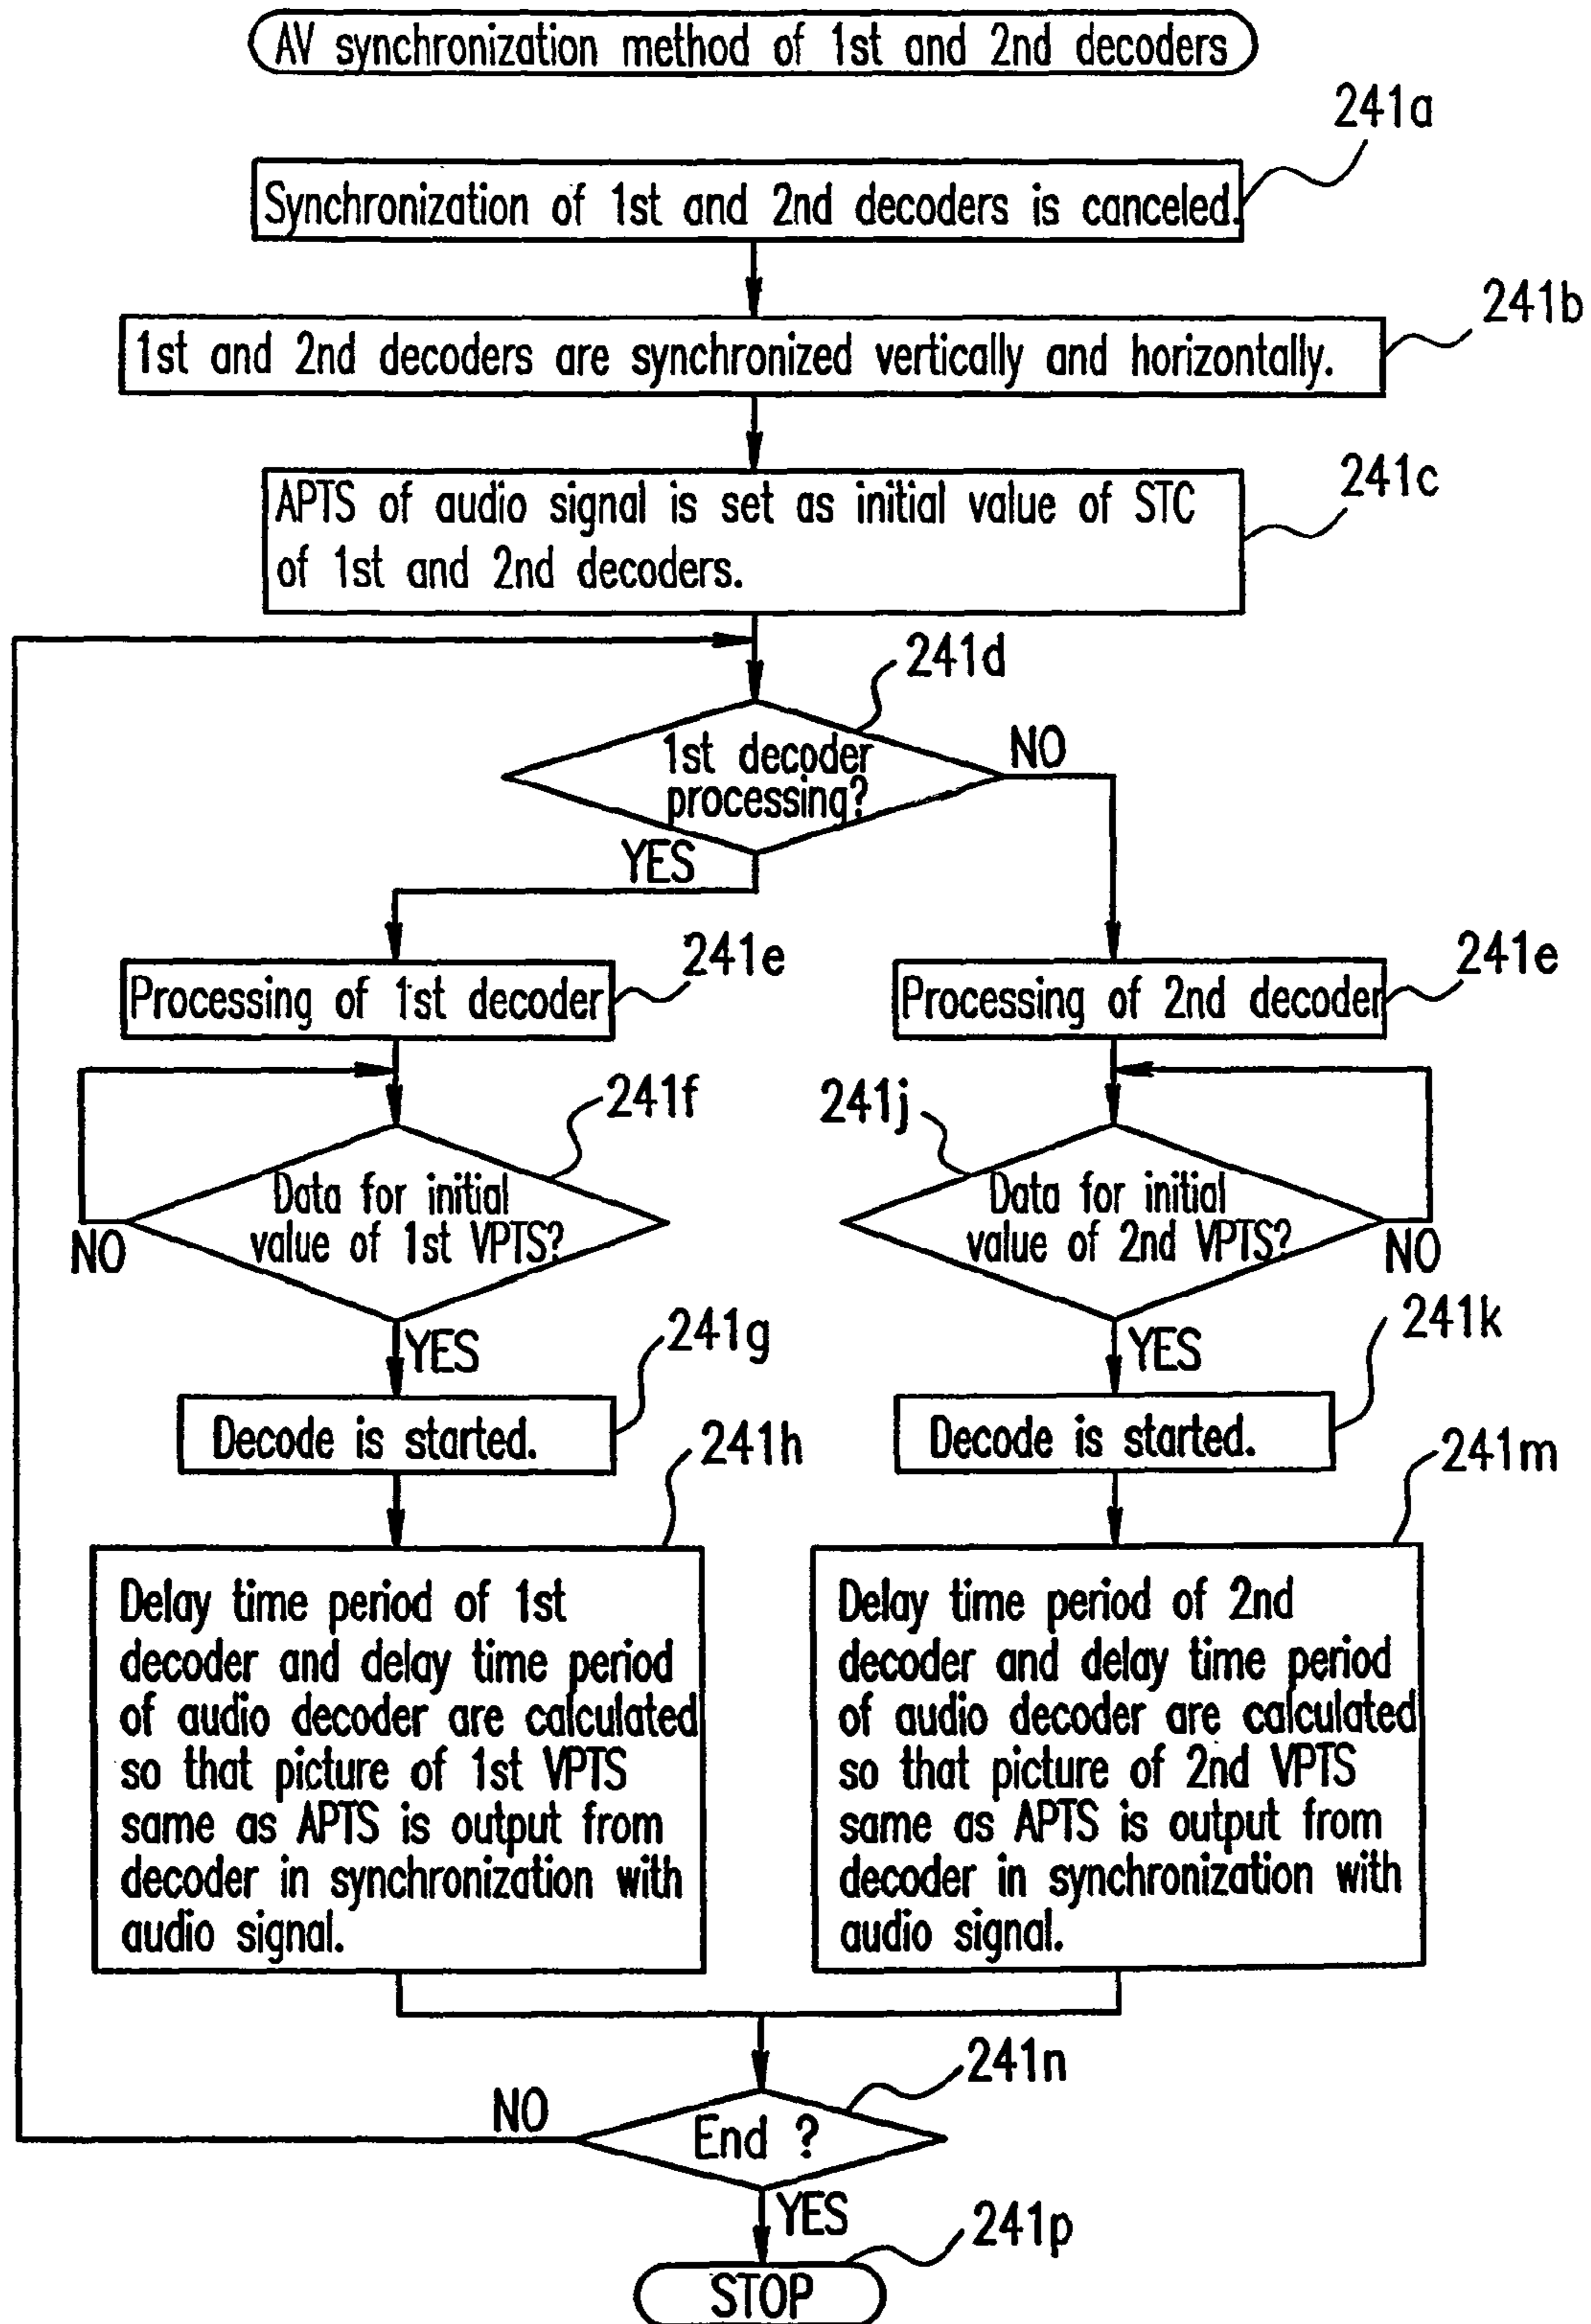 AV synchronization method of 1st and 2nd decoders
241a
Synchronization of 1st and 2nd decoders is canceled.
241b
1st and 2nd decoders are synchronized vertically and horizontally.
241c
APTS of audio signal is set as initial value of STC
of 1st and 2nd decoders.
241d
1st decoder
processing?
NO
YES
241e
Processing of 1st decoder
241e
Processing of 2nd decoder
241f
Data for initial
value of 1st VPTS?
NO
241j
Data for initial
value of 2nd VPTS?
NO
YES
241g
Decode is started.
YES
241k
Decode is started.
241h
Delay time period of 1st
decoder and delay time period
of audio decoder are calculated
so that picture of 1st VPTS
same as APTS is output from
decoder in synchronization with
audio signal.
241m
Delay time period of 2nd
decoder and delay time period
of audio decoder are calculated
so that picture of 2nd VPTS
same as APTS is output from
decoder in synchronization with
audio signal.
241n
NO
End ?
YES
241p
STOP